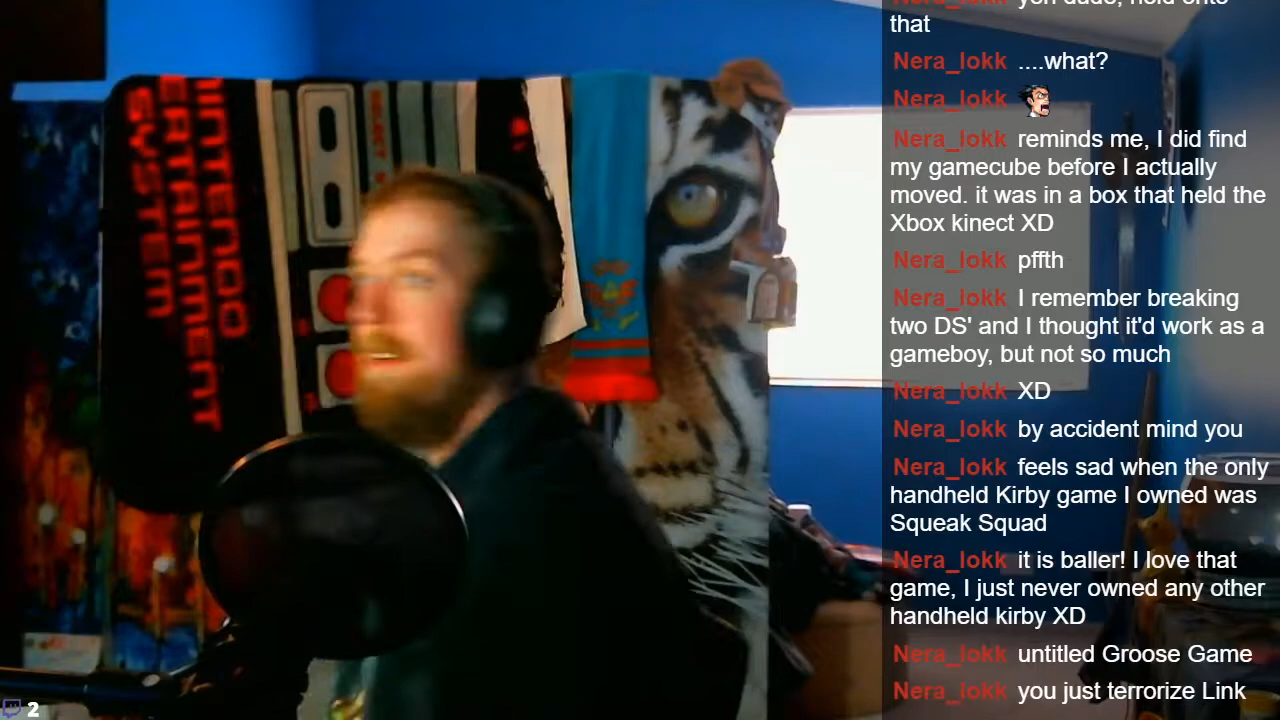 NINTENDO
ENTERTAINMENT
SYSTEM
SELECT
that
Nera_lokk ....what?
Nera_lokk
Nera_lokk reminds me, I did find
my gamecube before I actually
moved. it was in a box that held the
Xbox kinect XD
Nera_lokk pffth
Nera_lokk I remember breaking
two DS' and I thought it'd work as a
gameboy, but not so much
Nera_lokk XD
Nera_lokk by accident mind you
Nera_lokk feels sad when the only
handheld Kirby game I owned was
Squeak Squad
Nera_lokk it is baller! I love that
game, I just never owned any other
handheld kirby XD
Nera_lokk untitled Groose Game
Nera_lokk you just terrorize Link
2